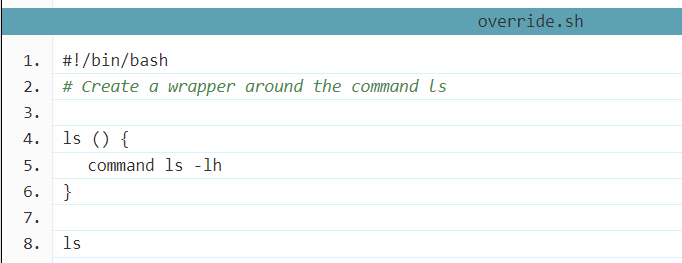 override.sh
1. #!/bin/bash
2. # Create a wrapper around the command ls
3.
4. ls () {
5. command ls -lh
6. }
7.
8. ls